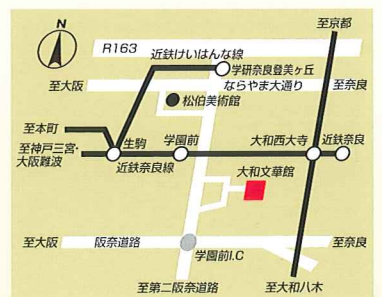 N
至京都
R163
近鉄けいはんな線
学研奈良登美ヶ丘
至大阪
ならやま大通り
至奈良
松伯美術館
至本町
生駒
学園前
大和西大寺
近鉄奈良
至神戸三宮・
大阪難波
近鉄奈良線
大和文華館
至大阪
阪奈道路
至奈良
学園前I.C
至第二阪奈道路
至大和八木